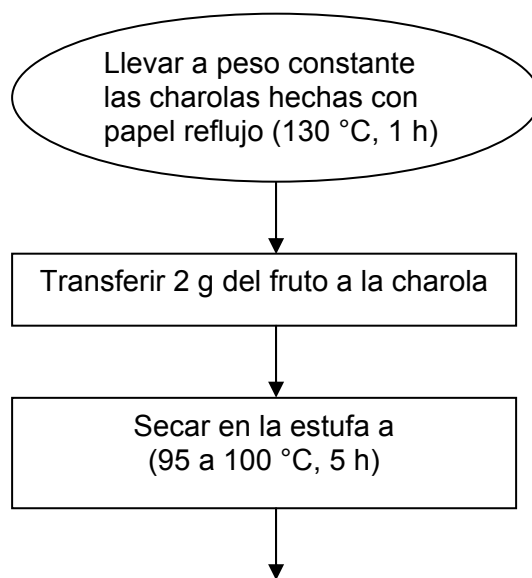 Llevar a peso constante
las charolas hechas con
papel reflujo (130 °C, 1 h)
Transferir 2 g del fruto a la charola
Secar en la estufa a
(95 a 100 °C, 5 h)